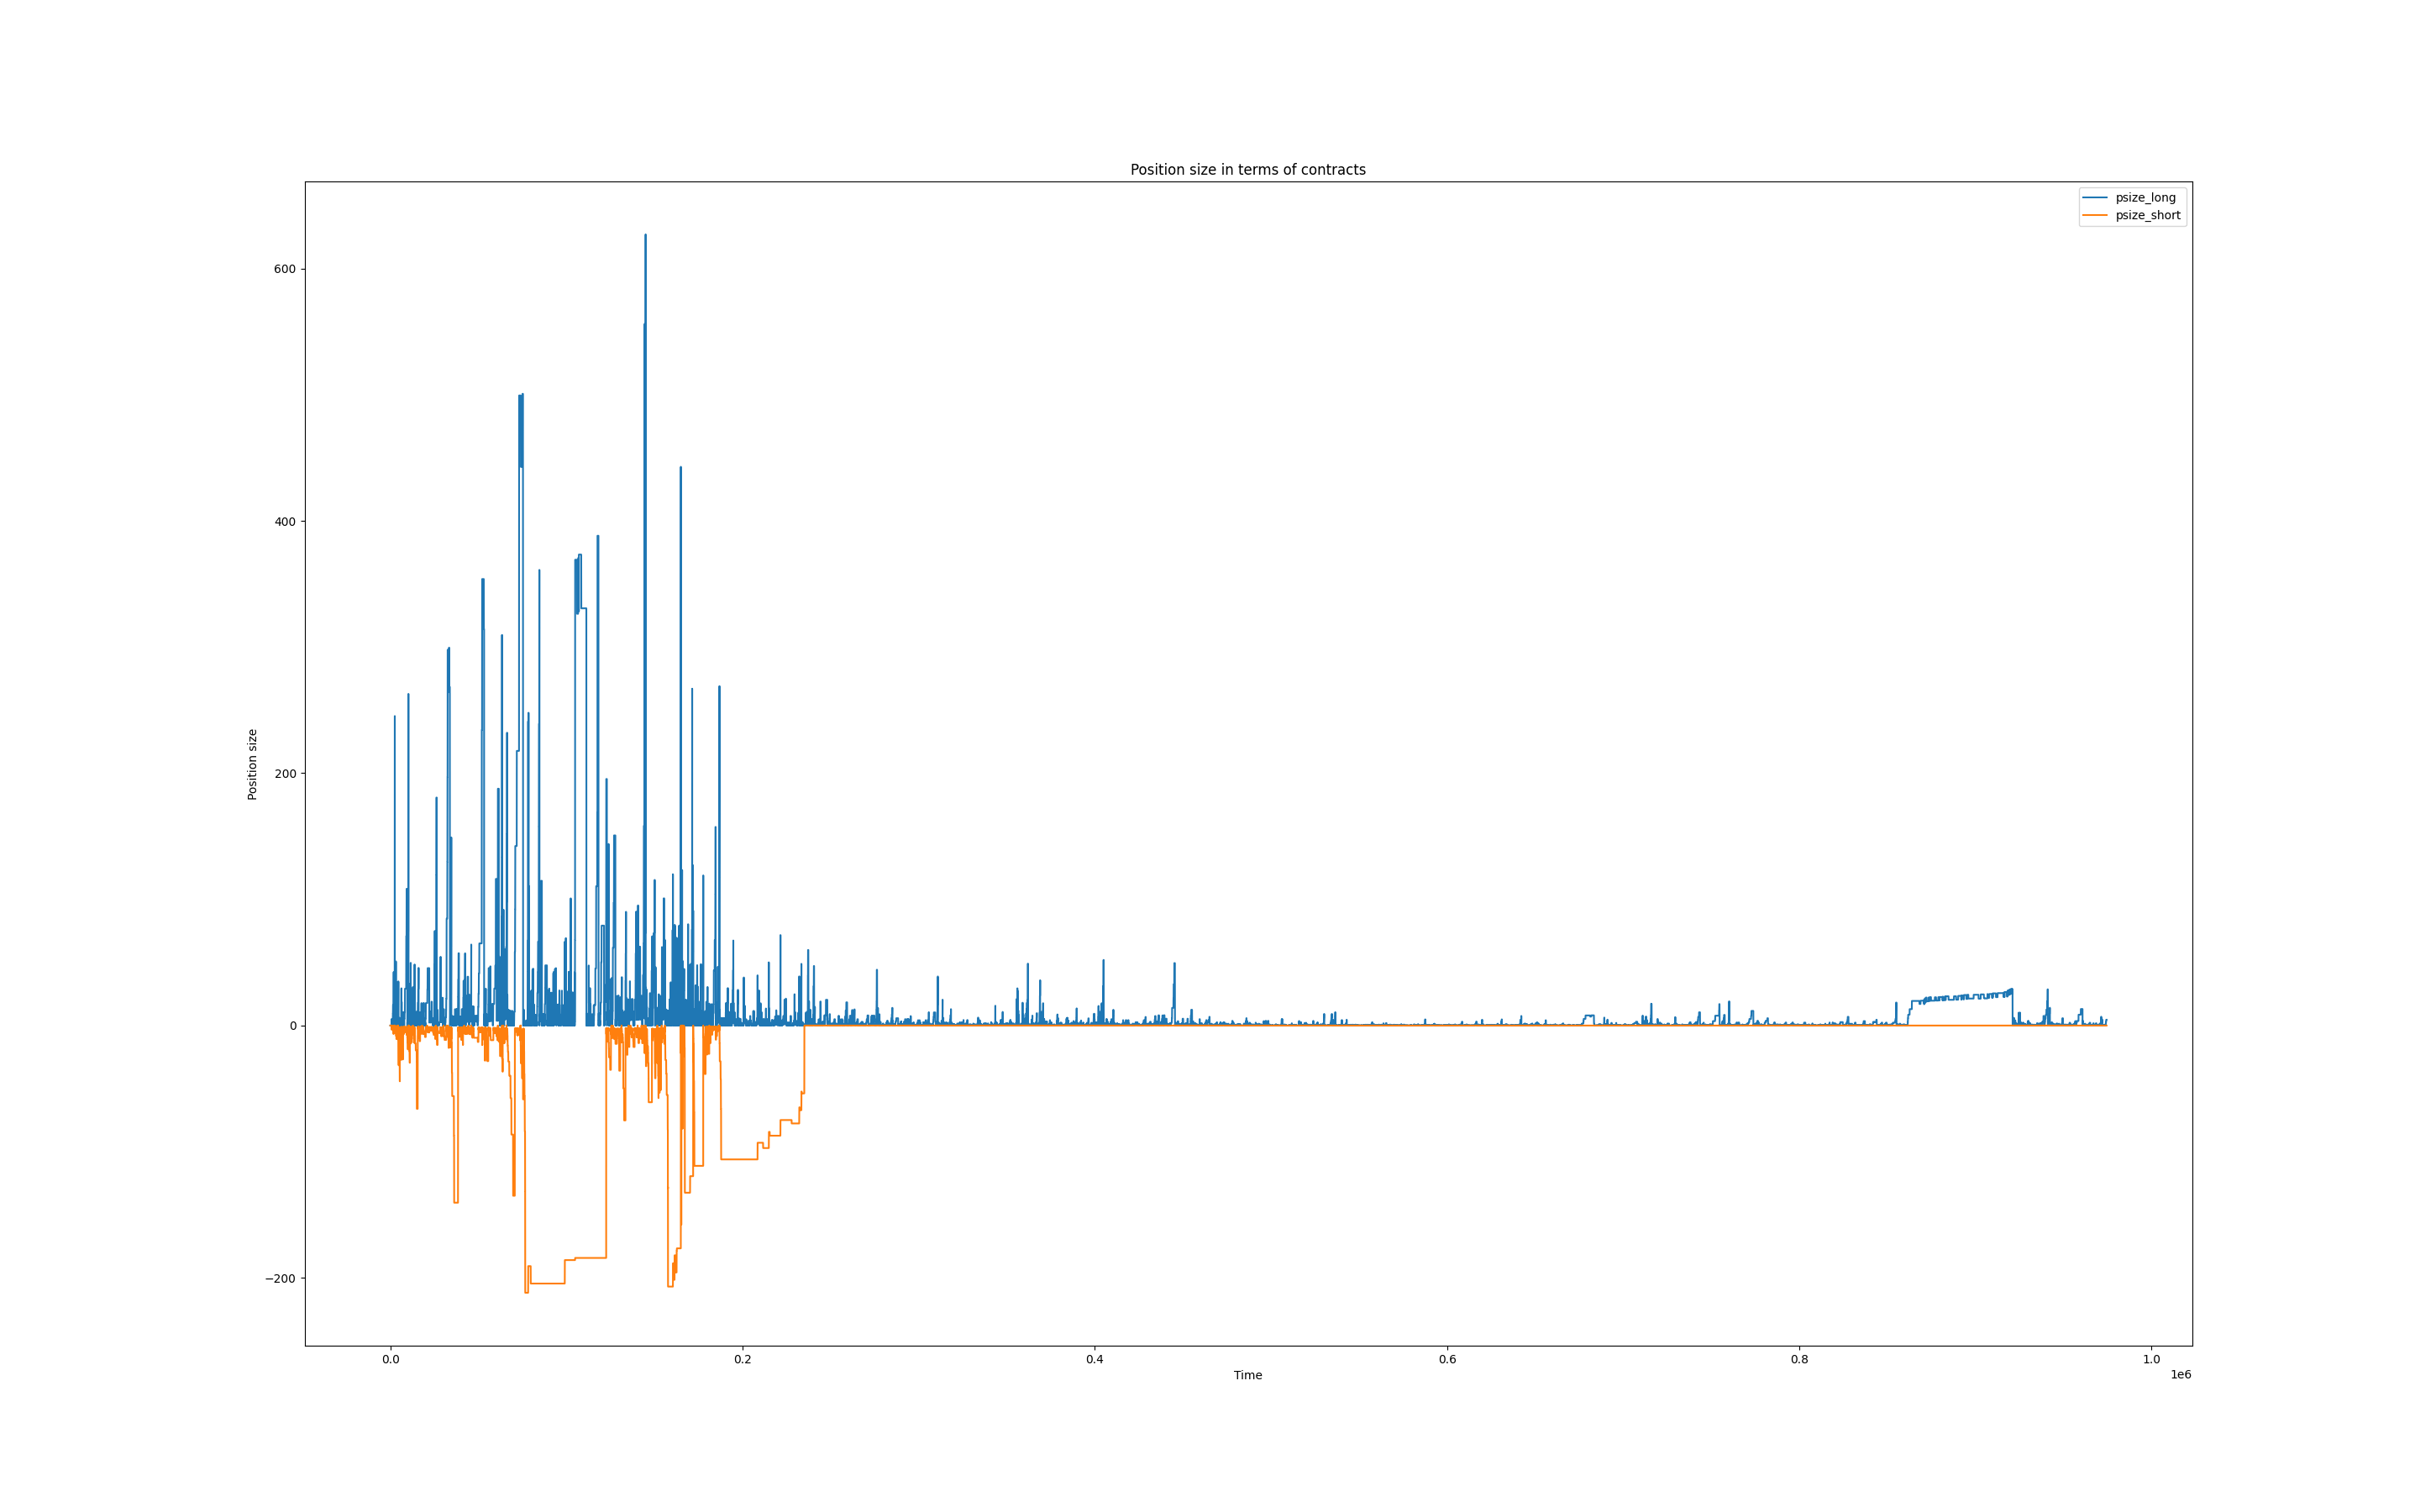 Position size in terms of contracts
psize_long
psize_short
600
400
200
0
−200
Position size
0.0
0.2
0.4
0.6
0.8
1.0
1e6
Time